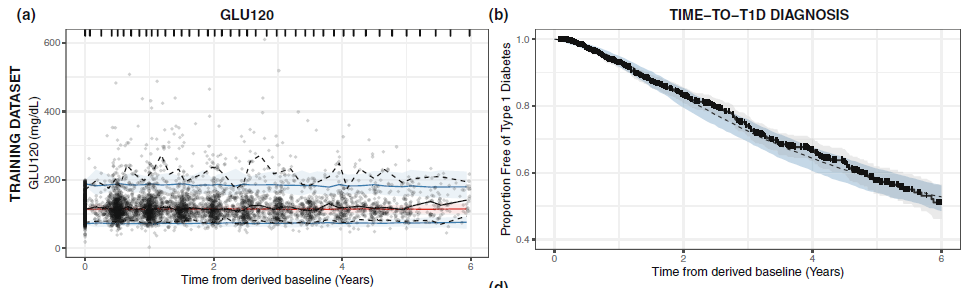 (a)
GLU120
TRAINING DATASET
GLU120 (mg/dL)
600
400
200
0
0
2
4
6
Time from derived baseline (Years)
(b)
TIME−TO−T1D DIAGNOSIS
Proportion Free of Type 1 Diabetes
1.0
0.8
0.6
0.4
0
2
4
6
Time from derived baseline (Years)
(d)